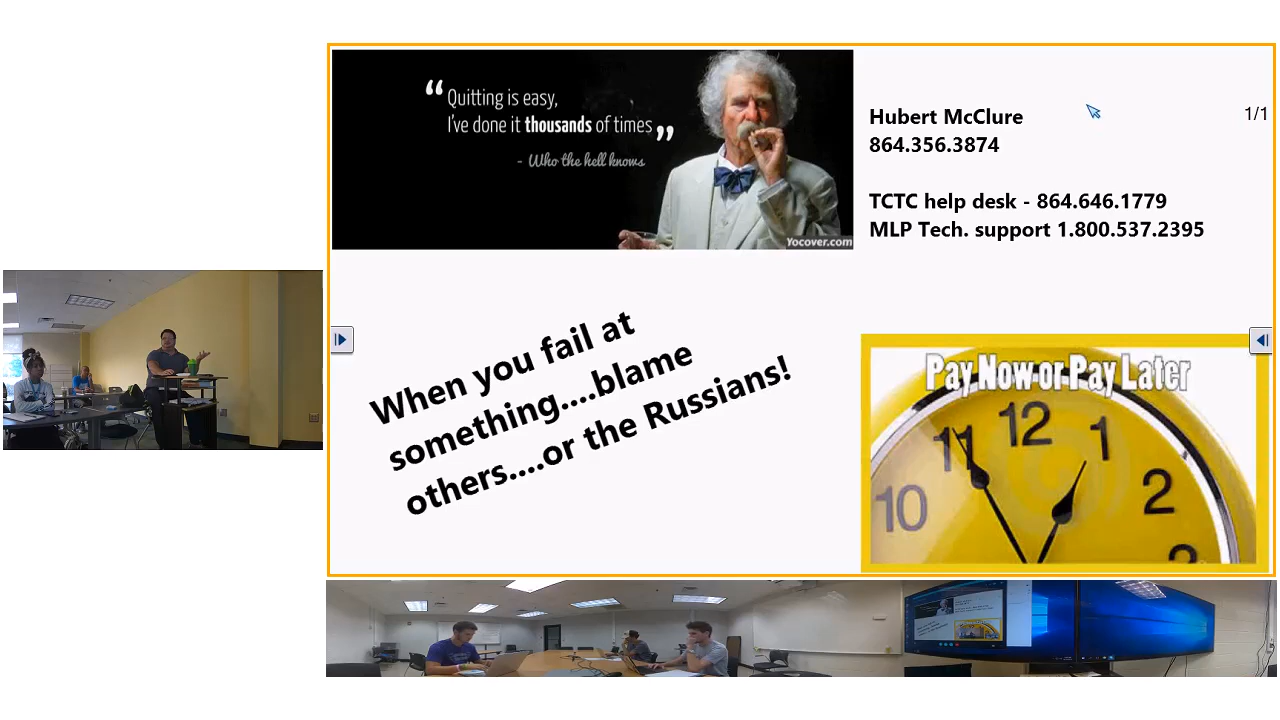 “Quitting is easy,
I've done it thousands of times”
- Who the hell knows
Yocover.com
Hubert McClure
864.356.3874
1/1
TCTC help desk - 864.646.1779
MLP Tech. support 1.800.537.2395
When you fail at
something....blame
others....or the Russians!
Pay Now or Pay Later
12
11
1
10
2
3